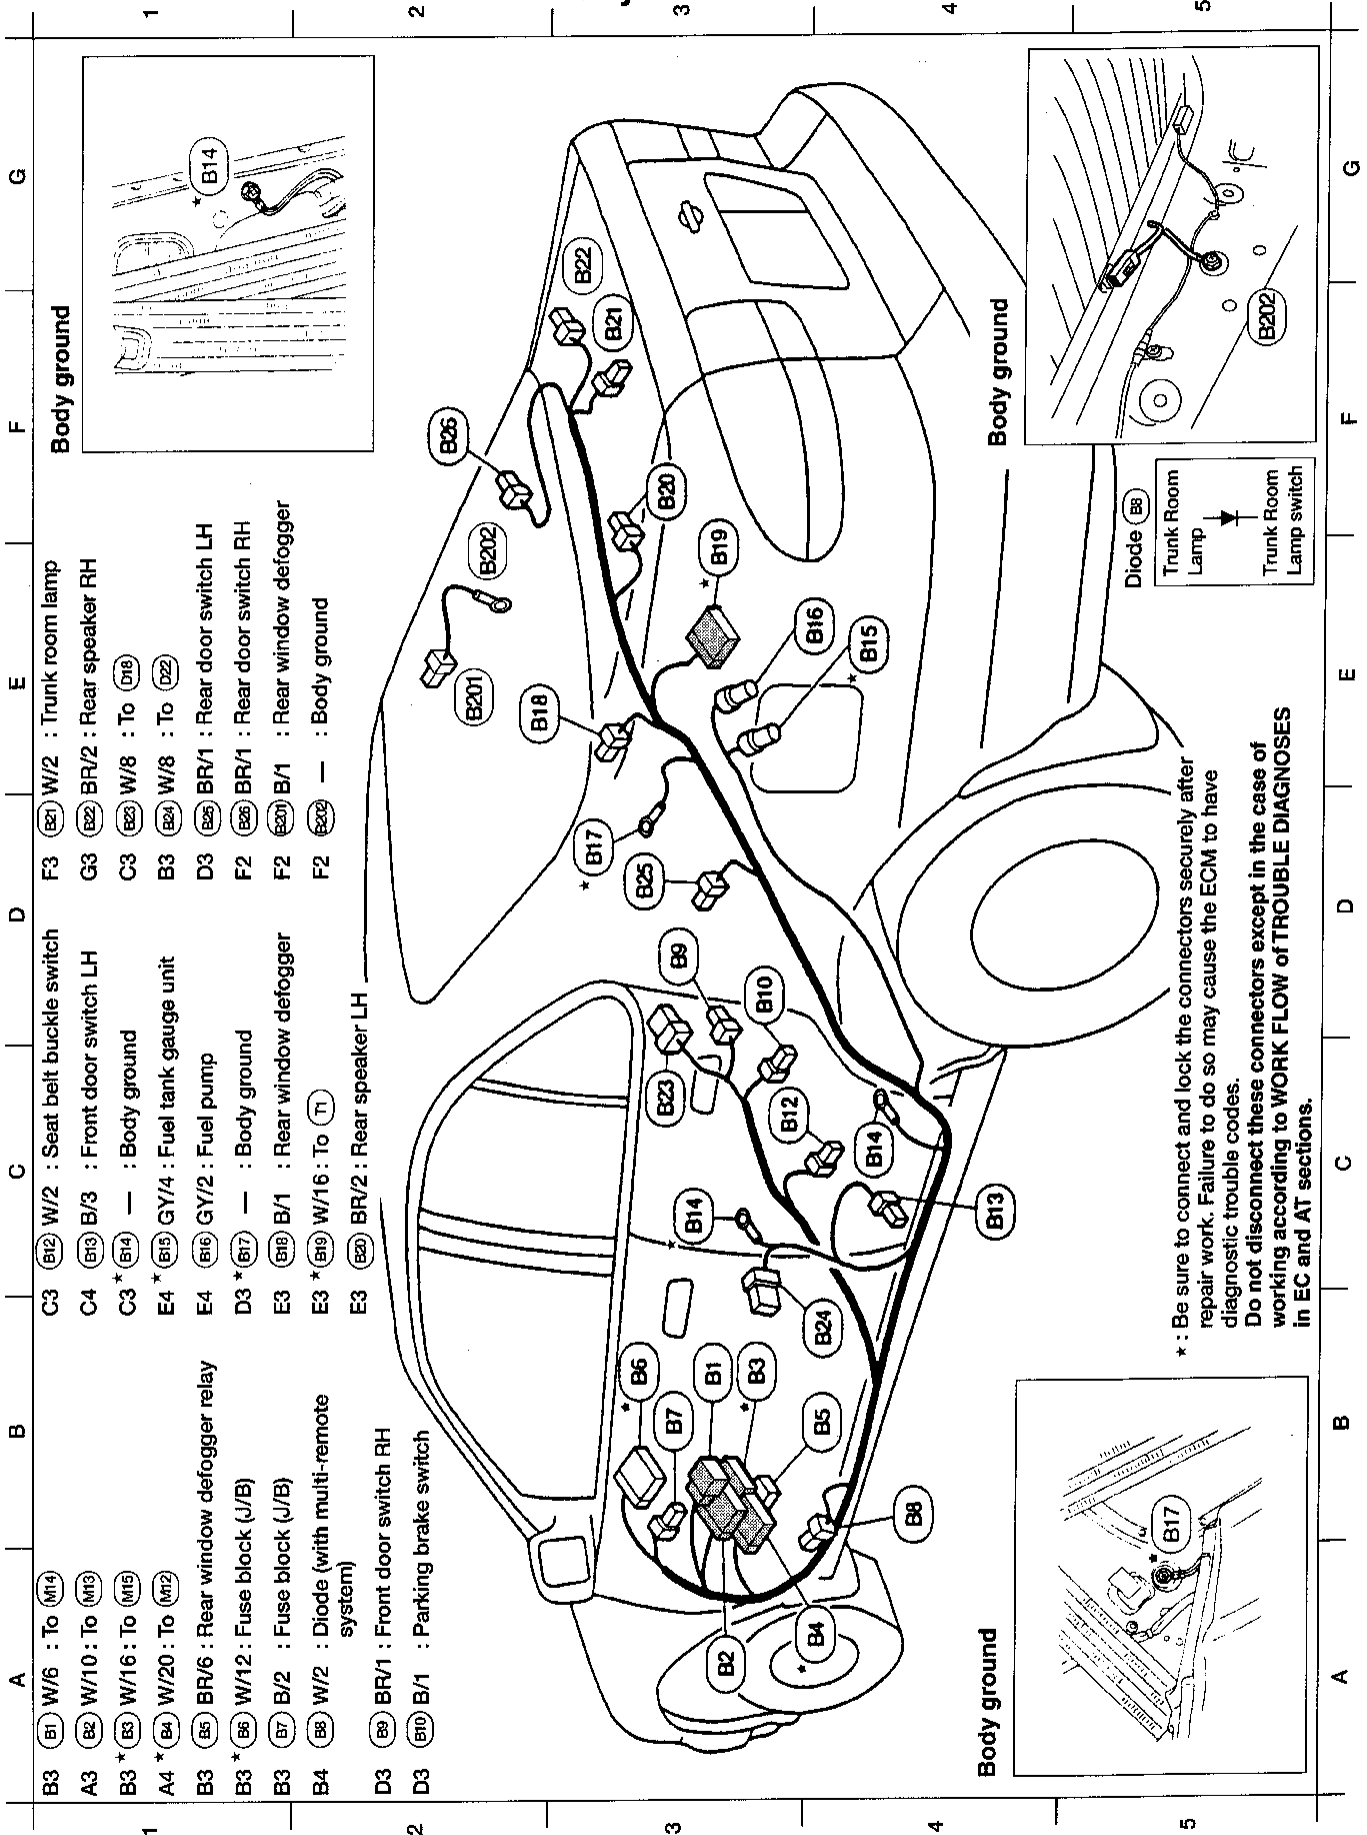 A
B
C
D
E
F
G
1
2
3
4
5
B3 B1 W/6 : To M14
A3 B2 W/10 : To M13
B3 ★ B3 W/16 : To M15
A4 ★ B4 W/20 : To M12
B3 B5 BR/6 : Rear window defogger relay
B3 ★ B6 W/12 : Fuse block (J/B)
B3 B7 B/2 : Fuse block (J/B)
B4 B8 W/2 : Diode (with multi-remote
system)
D3 B9 BR/1 : Front door switch RH
D3 B10 B/1 : Parking brake switch
C3 B12 W/2 : Seat belt buckle switch
C4 B13 B/3 : Front door switch LH
C3 ★ B14 — : Body ground
E4 ★ B15 GY/4 : Fuel tank gauge unit
E4 B16 GY/2 : Fuel pump
D3 ★ B17 — : Body ground
E3 B18 B/1 : Rear window defogger
E3 ★ B19 W/16 : To T1
E3 B20 BR/2 : Rear speaker LH
F3 B21 W/2 : Trunk room lamp
G3 B22 BR/2 : Rear speaker RH
C3 B23 W/8 : To D18
B3 B24 W/8 : To D22
D3 B25 BR/1 : Rear door switch LH
F2 B26 BR/1 : Rear door switch RH
F2 B201 B/1 : Rear window defogger
F2 B202 — : Body ground
Body ground
★ B14
B26
B22
B21
B202
B201
B20
B18
★ B19
B16
★ B15
★ B17
B25
B9
B10
B23
B12
B14
★ B14
B13
B24
★ B6
B7
B1
★ B3
B5
B8
B2
★ B4
Body ground
★ B17
★ : Be sure to connect and lock the connectors securely after
repair work. Failure to do so may cause the ECM to have
diagnostic trouble codes.
Do not disconnect these connectors except in the case of
working according to WORK FLOW of TROUBLE DIAGNOSES
in EC and AT sections.
Diode B8
Trunk Room
Lamp
Trunk Room
Lamp switch
Body ground
B202
1
2
3
4
5
A
B
C
D
E
F
G